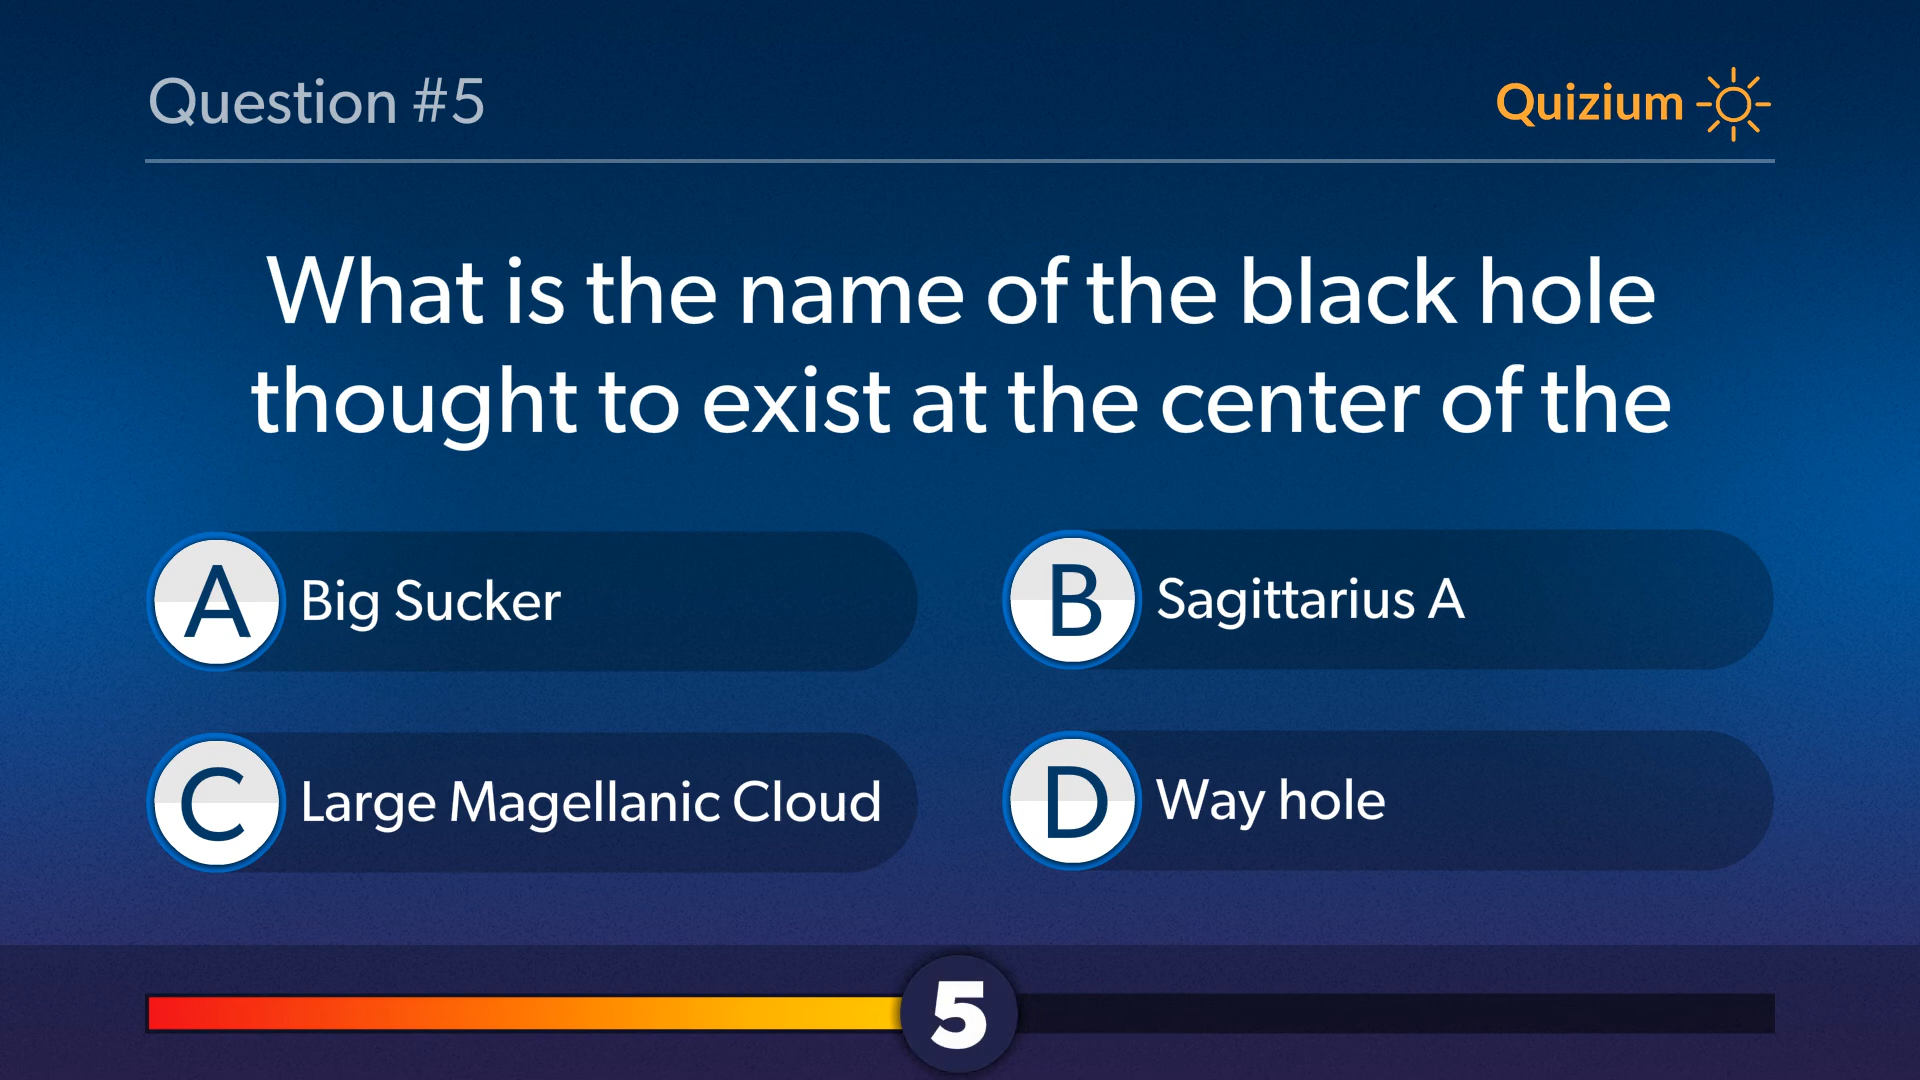 Question #5
Quizium
What is the name of the black hole
thought to exist at the center of the
A Big Sucker
B Sagittarius A
C Large Magellanic Cloud
D Way hole
5